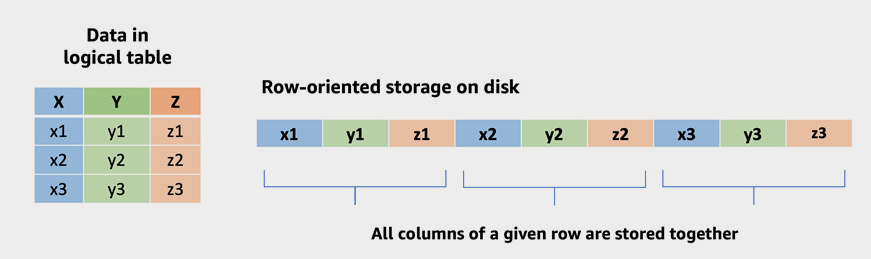 Data in
logical table
X Y Z
x1 y1 z1
x2 y2 z2
x3 y3 z3
Row-oriented storage on disk
x1 y1 z1 x2 y2 z2 x3 y3 z3
All columns of a given row are stored together